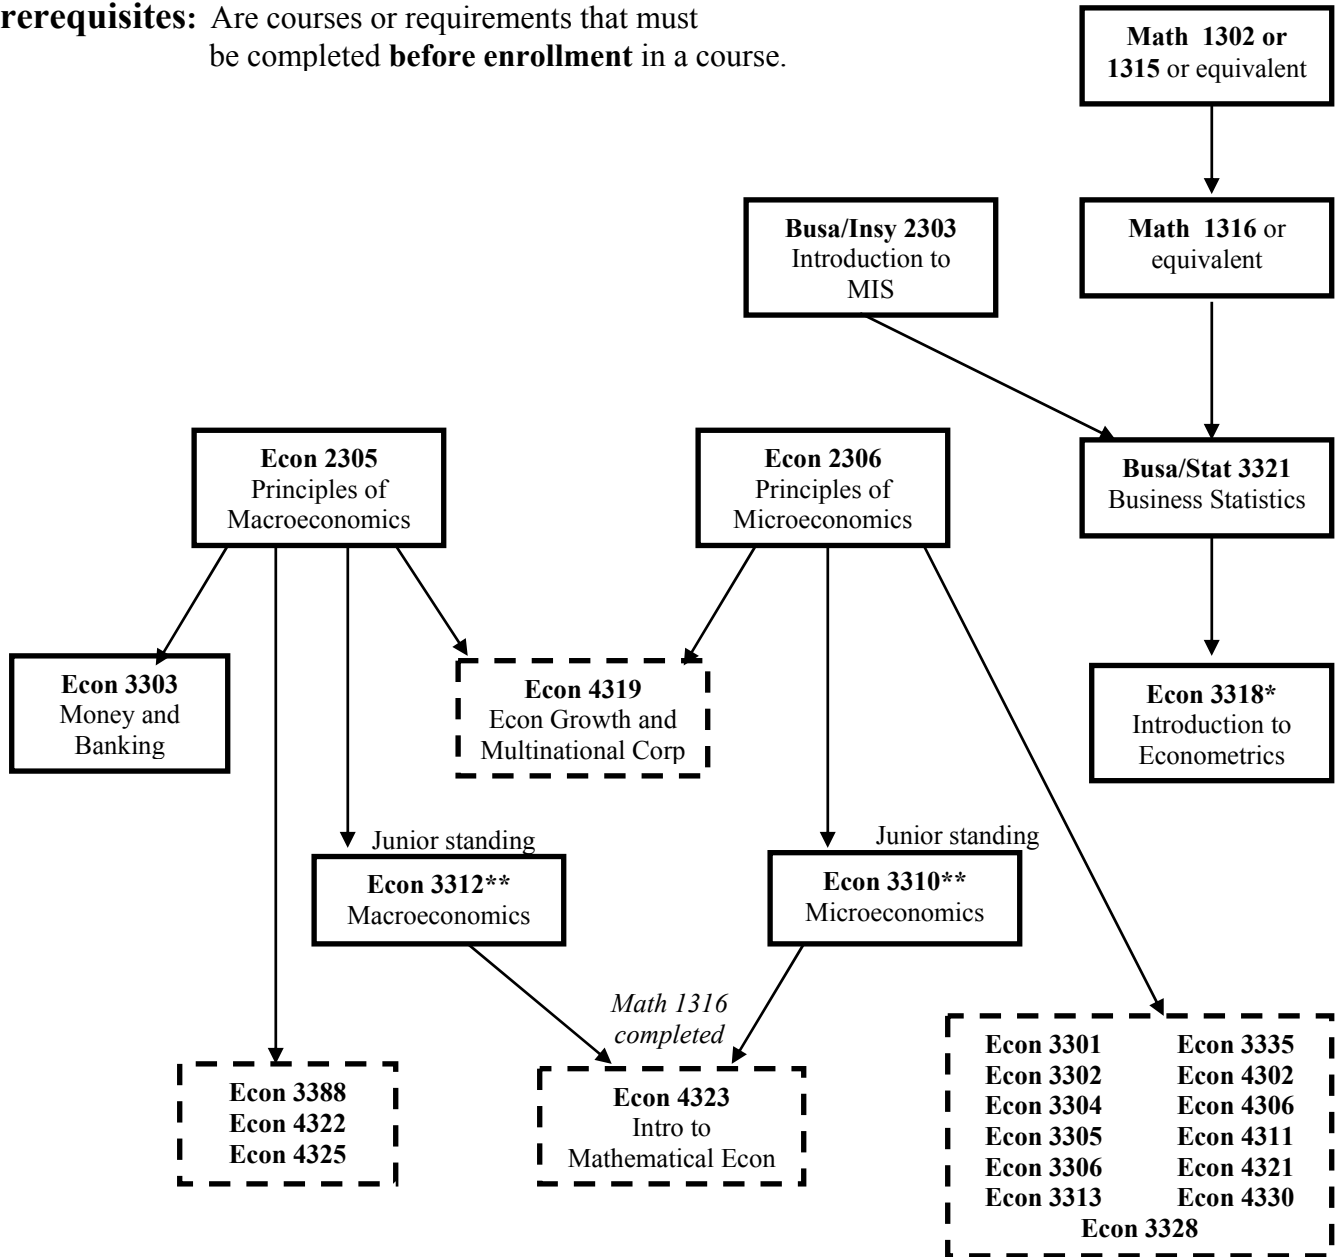 rerequisites: Are courses or requirements that must
be completed before enrollment in a course.
Math 1302 or
1315 or equivalent
Busa/Insy 2303
Introduction to
MIS
Math 1316 or
equivalent
Econ 2305
Principles of
Macroeconomics
Econ 2306
Principles of
Microeconomics
Busa/Stat 3321
Business Statistics
Econ 3303
Money and
Banking
Econ 4319
Econ Growth and
Multinational Corp
Econ 3318*
Introduction to
Econometrics
Junior standing
Econ 3312**
Macroeconomics
Junior standing
Econ 3310**
Microeconomics
Math 1316
completed
Econ 3388
Econ 4322
Econ 4325
Econ 4323
Intro to
Mathematical Econ
Econ 3301 Econ 3335
Econ 3302 Econ 4302
Econ 3304 Econ 4306
Econ 3305 Econ 4311
Econ 3306 Econ 4321
Econ 3313 Econ 4330
Econ 3328